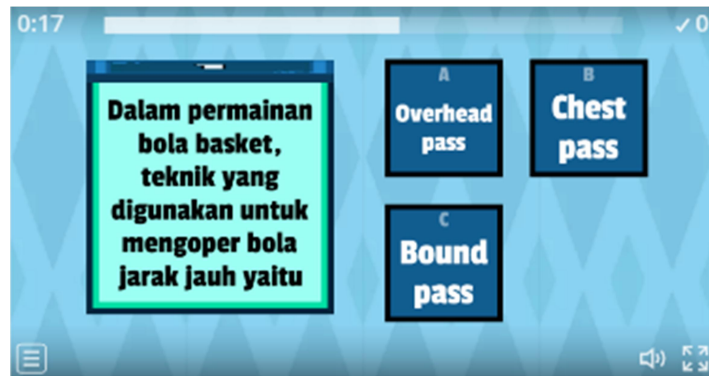 0:17
✓ 0
Dalam permainan
bola basket,
teknik yang
digunakan untuk
mengoper bola
jarak jauh yaitu
A
Overhead
pass
B
Chest
pass
C
Bound
pass